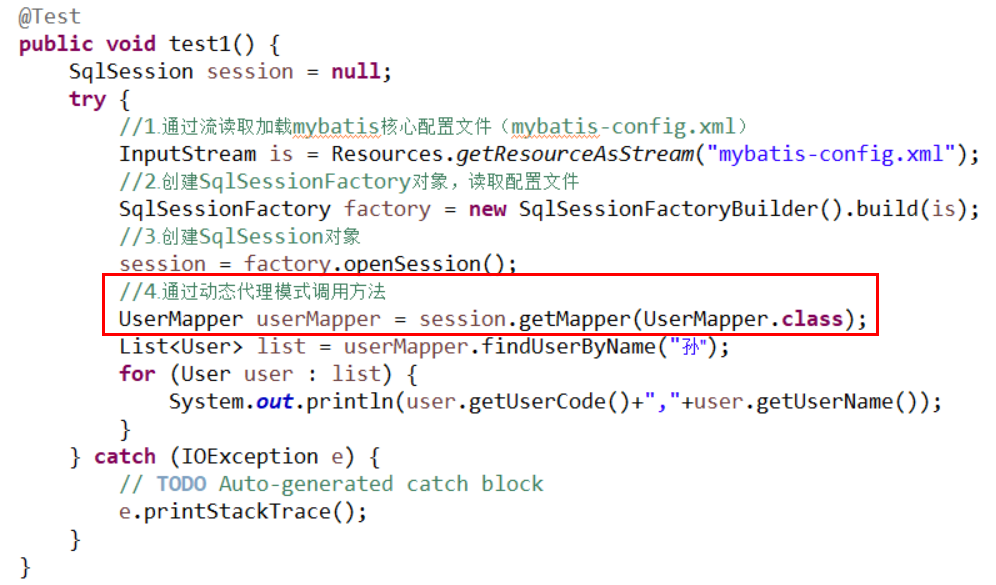 @Test
public void test1() {
    SqlSession session = null;
    try {
        //1.通过流读取加载mybatis核心配置文件（mybatis-config.xml）
        InputStream is = Resources.getResourceAsStream("mybatis-config.xml");
        //2.创建SqlSessionFactory对象，读取配置文件
        SqlSessionFactory factory = new SqlSessionFactoryBuilder().build(is);
        //3.创建SqlSession对象
        session = factory.openSession();
        //4.通过动态代理模式调用方法
        UserMapper userMapper = session.getMapper(UserMapper.class);
        List<User> list = userMapper.findUserByName("孙");
        for (User user : list) {
            System.out.println(user.getUserCode()+","+user.getUserName());
        }
    } catch (IOException e) {
        // TODO Auto-generated catch block
        e.printStackTrace();
    }
}